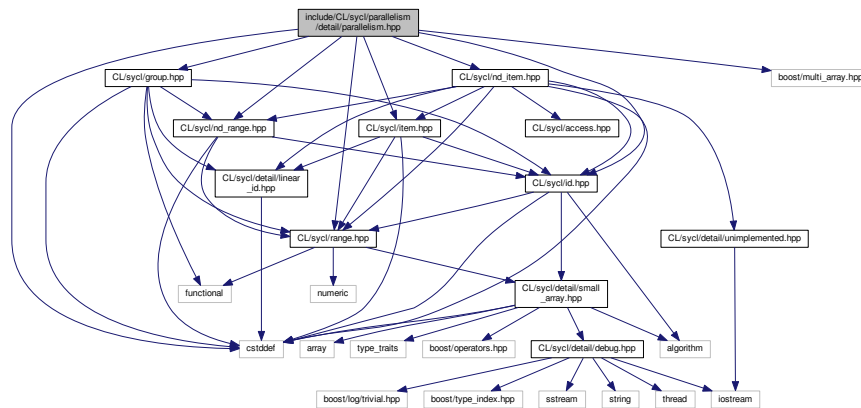 include/CL/sycl/parallelism
/detail/parallelism.hpp
CL/sycl/group.hpp
CL/sycl/nd_item.hpp
boost/multi_array.hpp
CL/sycl/nd_range.hpp
CL/sycl/item.hpp
CL/sycl/access.hpp
CL/sycl/detail/linear
_id.hpp
CL/sycl/id.hpp
CL/sycl/range.hpp
CL/sycl/detail/unimplemented.hpp
functional
numeric
CL/sycl/detail/small
_array.hpp
cstddef
array
type_traits
boost/operators.hpp
CL/sycl/detail/debug.hpp
algorithm
boost/log/trivial.hpp
boost/type_index.hpp
sstream
string
thread
iostream